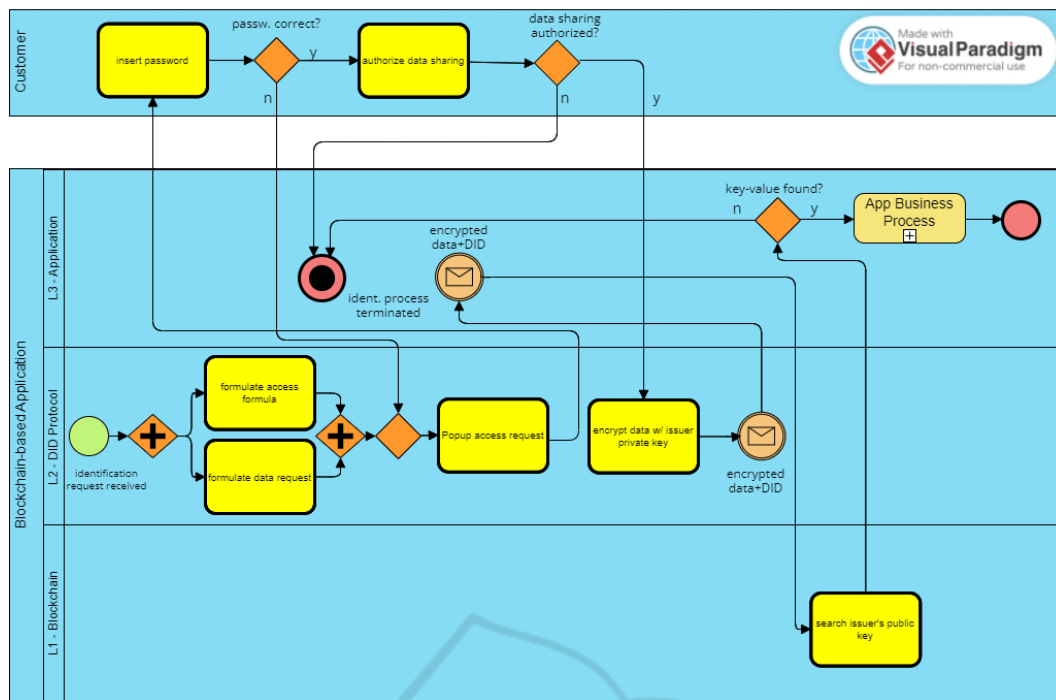 Customer
passw. correct?
data sharing
authorized?
insert password
y
authorize data sharing
n
n
y
Made with
VisualParadigm
For non-commercial use
Blockchain-based Application
L3 - Application
key-value found?
n
y
App Business
Process
encrypted
data+DID
ident. process
terminated
L2 - DID Protocol
formulate access
formula
identification
request received
formulate data request
Popup access request
encrypt data w/ issuer
private key
encrypted
data+DID
L1 - Blockchain
search issuer's public
key